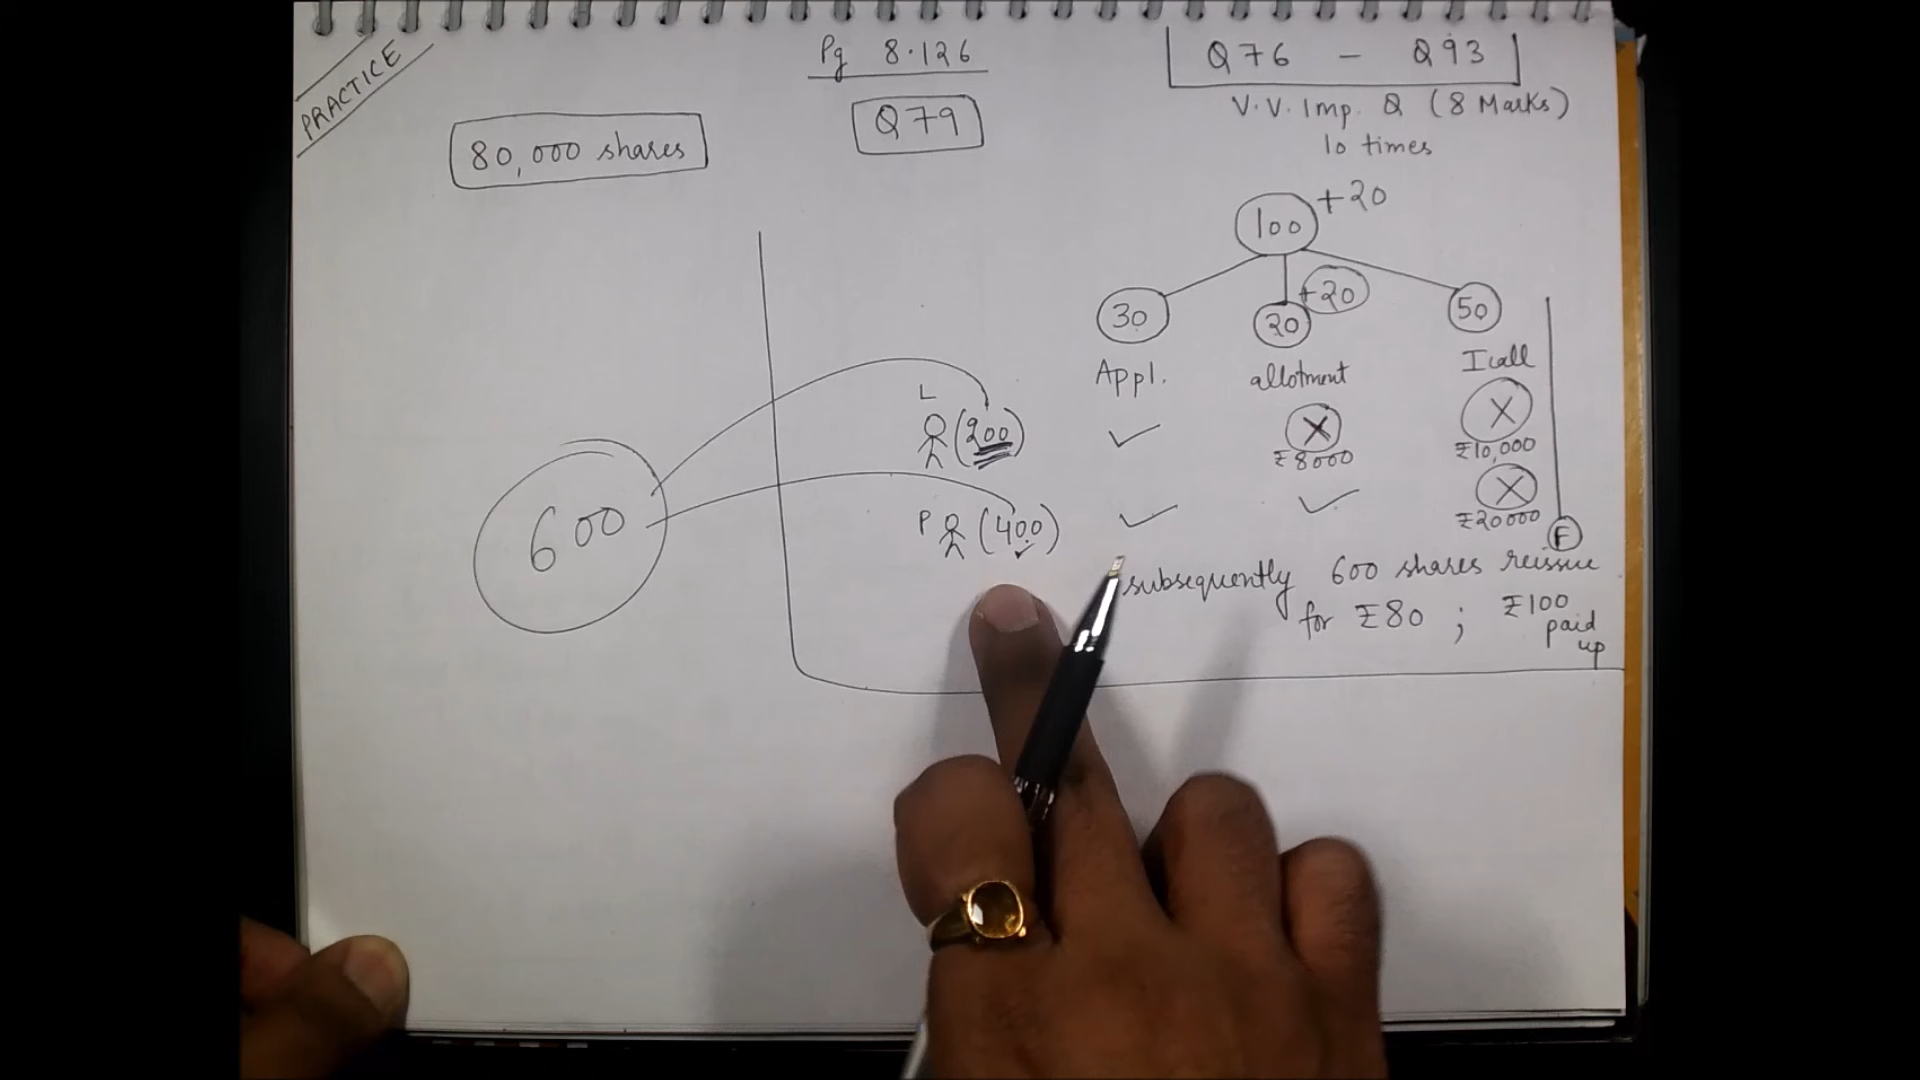 PRACTICE
Pg 8.126
Q79
80,000 shares
Q76 - Q93
V.V. Imp. Q (8 Marks)
10 times
100 +20
30 20 +20 50
Appl. allotment I call
L (200) ✓ X X
₹8000 ₹10,000
P (400) ✓ ✓ X
₹20000
F
600
subsequently 600 shares reissue
for ₹80 ; ₹100
paid
up